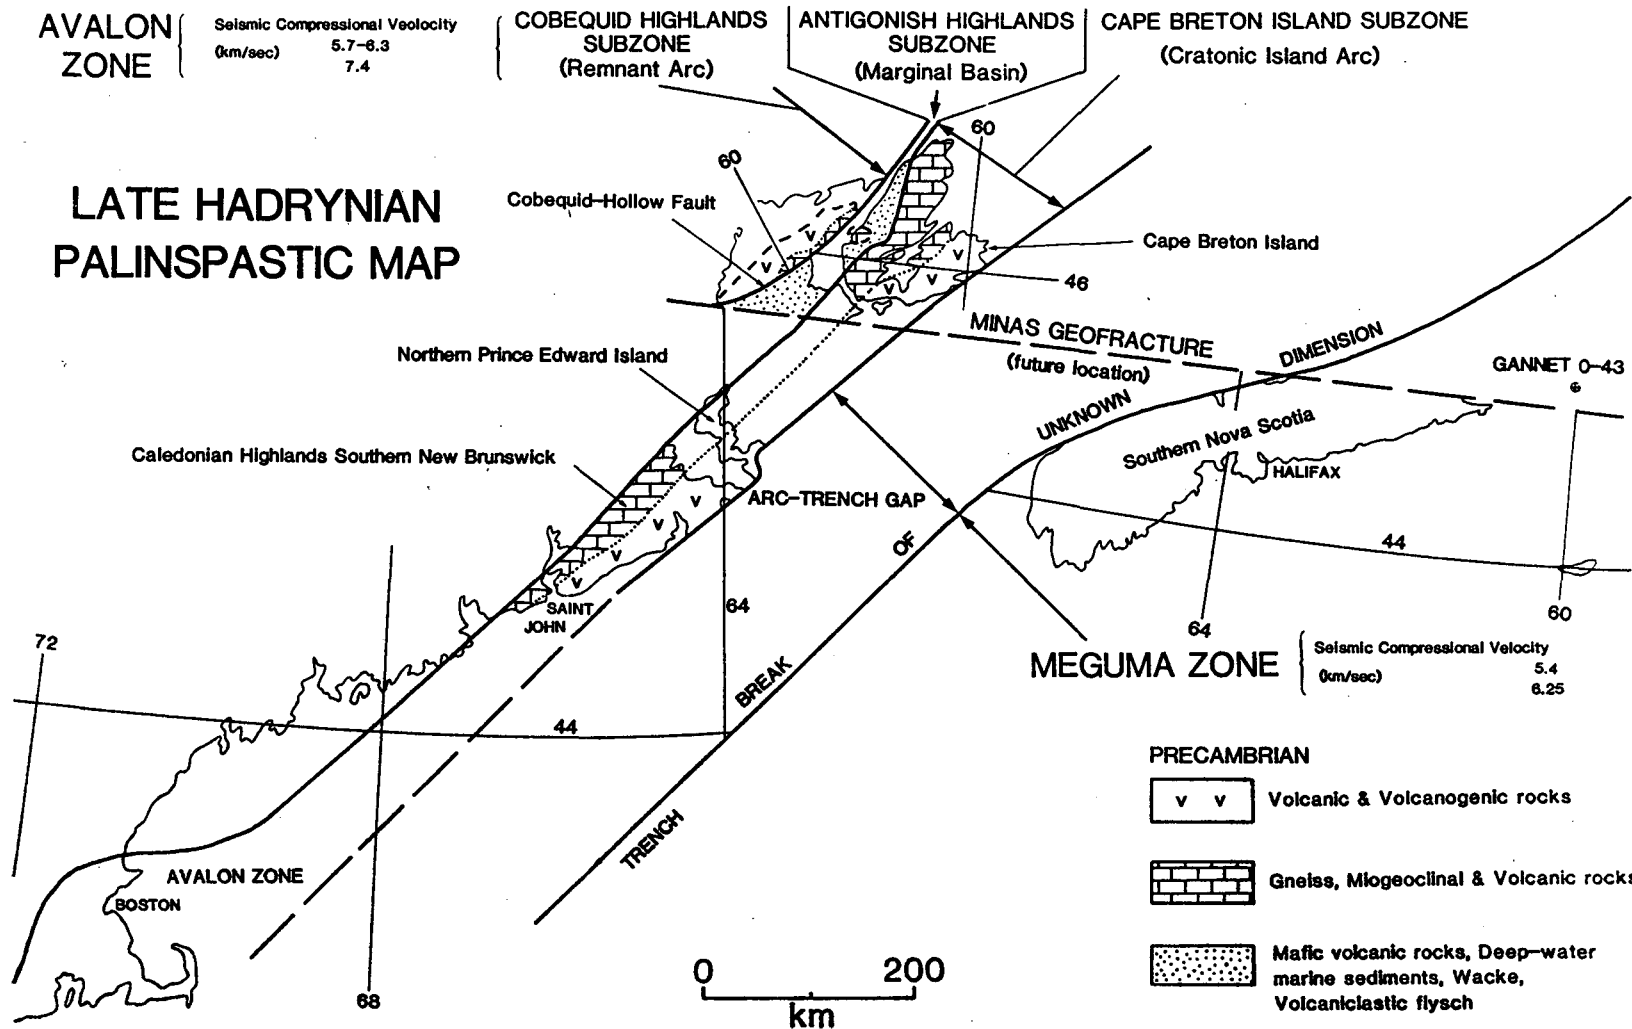 AVALON
ZONE
Seismic Compressional Veolocity
(km/sec) 5.7-6.3
7.4
COBEQUID HIGHLANDS
SUBZONE
(Remnant Arc)
ANTIGONISH HIGHLANDS
SUBZONE
(Marginal Basin)
CAPE BRETON ISLAND SUBZONE
(Cratonic Island Arc)
60
60
LATE HADRYNIAN
PALINSPASTIC MAP
Cobequid-Hollow Fault
V
V
V
V
V
V
Cape Breton Island
46
MINAS GEOFRACTURE
(future location)
Northern Prince Edward Island
UNKNOWN DIMENSION
GANNET 0-43
Southern Nova Scotia
HALIFAX
Caledonian Highlands Southern New Brunswick
V
V
V
V
ARC-TRENCH GAP
44
SAINT
JOHN
64
60
64
72
TRENCH BREAK OF
MEGUMA ZONE
Seismic Compressional Velocity
(km/sec) 5.4
6.25
44
AVALON ZONE
BOSTON
68
PRECAMBRIAN
V V
Volcanic & Volcanogenic rocks
Gneiss, Miogeoclinal & Volcanic rocks
Mafic volcanic rocks, Deep-water
marine sediments, Wacke,
Volcaniclastic flysch
0 200
km